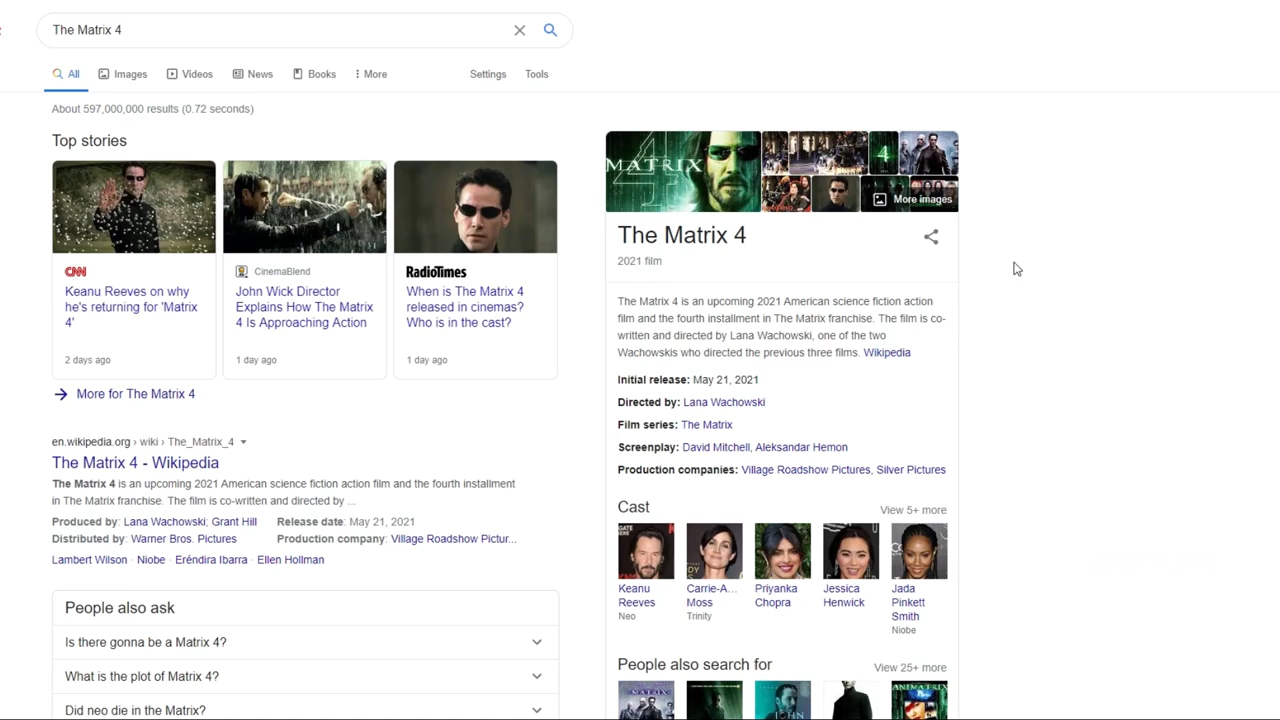 The Matrix 4
All
Images
Videos
News
Books
More
Settings
Tools
About 597,000,000 results (0.72 seconds)
Top stories
CNN
Keanu Reeves on why
he's returning for 'Matrix
4'
2 days ago
CinemaBlend
John Wick Director
Explains How The Matrix
4 Is Approaching Action
1 day ago
RadioTimes
When is The Matrix 4
released in cinemas?
Who is in the cast?
1 day ago
More for The Matrix 4
en.wikipedia.org › wiki › The_Matrix_4
The Matrix 4 - Wikipedia
The Matrix 4 is an upcoming 2021 American science fiction action film and the fourth installment
in The Matrix franchise. The film is co-written and directed by ...
Produced by: Lana Wachowski; Grant Hill
Release date: May 21, 2021
Distributed by: Warner Bros. Pictures
Production company: Village Roadshow Pictur...
Lambert Wilson · Niobe · Eréndira Ibarra · Ellen Hollman
People also ask
Is there gonna be a Matrix 4?
What is the plot of Matrix 4?
Did neo die in the Matrix?
MATRIX
4
4
More images
The Matrix 4
2021 film
The Matrix 4 is an upcoming 2021 American science fiction action
film and the fourth installment in The Matrix franchise. The film is co-
written and directed by Lana Wachowski, one of the two
Wachowskis who directed the previous three films. Wikipedia
Initial release: May 21, 2021
Directed by: Lana Wachowski
Film series: The Matrix
Screenplay: David Mitchell, Aleksandar Hemon
Production companies: Village Roadshow Pictures, Silver Pictures
Cast
View 5+ more
Keanu
Reeves
Neo
Carrie-A...
Moss
Trinity
Priyanka
Chopra
Jessica
Henwick
Jada
Pinkett
Smith
Niobe
People also search for
View 25+ more
MATRIX
JOHN
ANIMATRIX